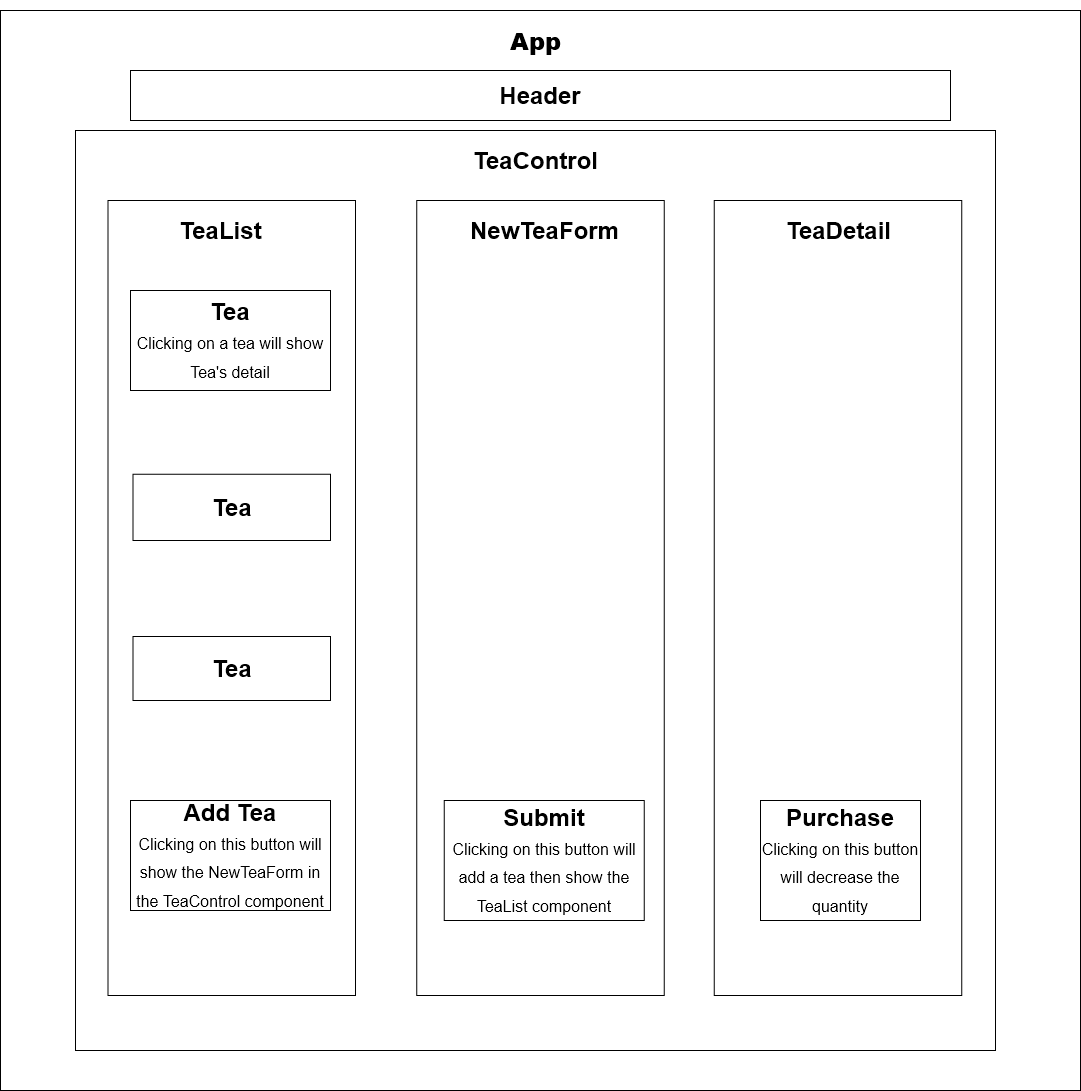 App
Header
TeaControl
TeaList
Tea
Clicking on a tea will show
Tea's detail
Tea
Tea
Add Tea
Clicking on this button will
show the NewTeaForm in
the TeaControl component
NewTeaForm
Submit
Clicking on this button will
add a tea then show the
TeaList component
TeaDetail
Purchase
Clicking on this button
will decrease the
quantity